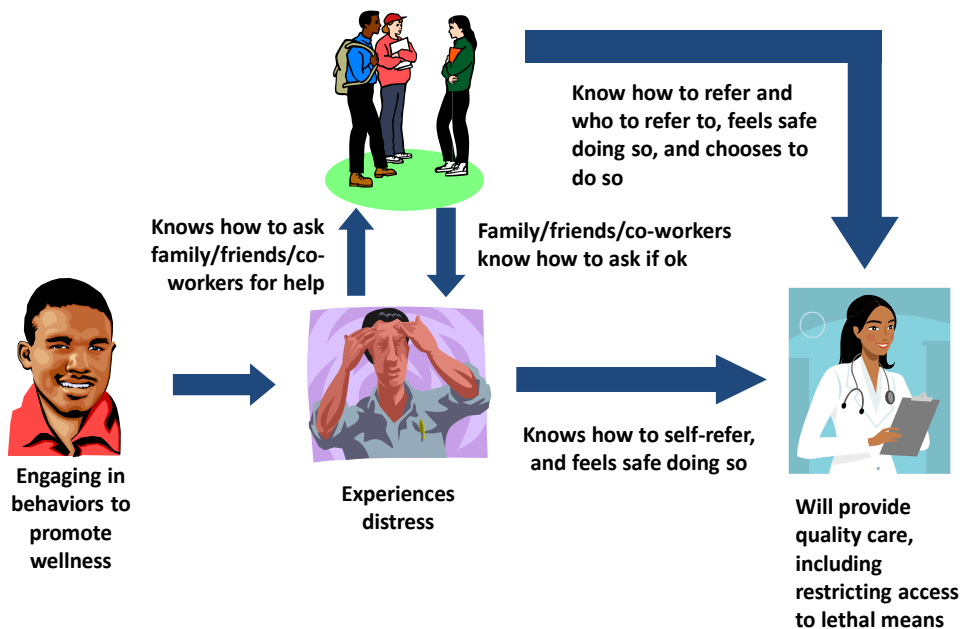 Know how to refer and
who to refer to, feels safe
doing so, and chooses to
do so
Knows how to ask
family/friends/co-
workers for help
Family/friends/co-workers
know how to ask if ok
Engaging in
behaviors to
promote
wellness
Experiences
distress
Knows how to self-refer,
and feels safe doing so
Will provide
quality care,
including
restricting access
to lethal means